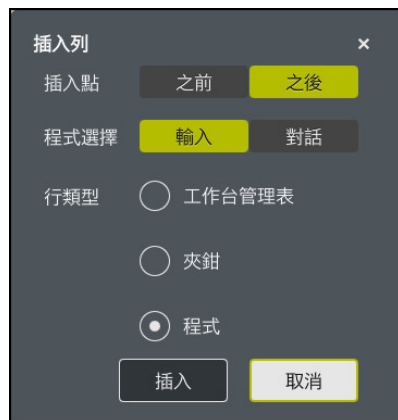 插入列 ×
插入點 之前 之後
程式選擇 輸入 對話
行類型 工作台管理表
夾鉗
程式
插入 取消